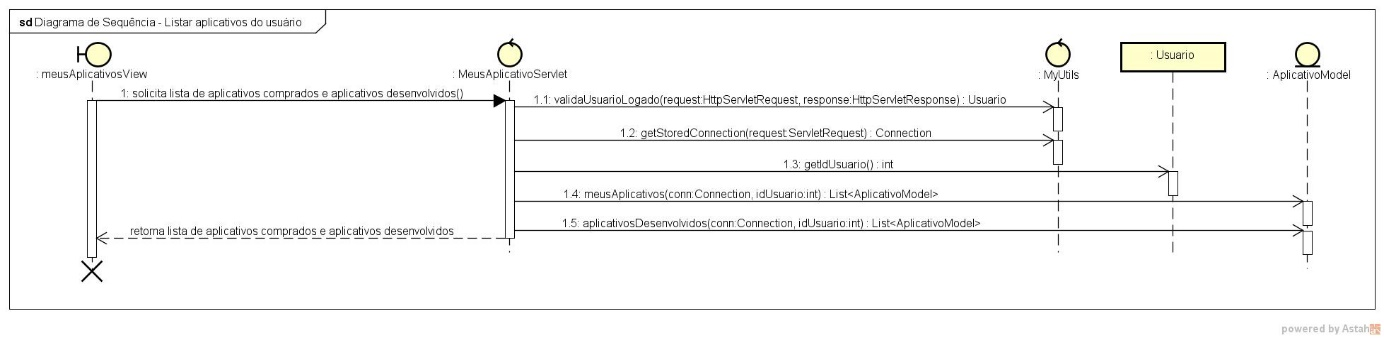 sd Diagrama de Sequência - Listar aplicativos do usuário
: meusAplicativosView
: MeusAplicativoServlet
: MyUtils
: Usuario
: AplicativoModel
1: solicita lista de aplicativos comprados e aplicativos desenvolvidos()
1.1: validaUsuarioLogado(request:HttpServletRequest, response:HttpServletResponse) : Usuario
1.2: getStoredConnection(request:ServletRequest) : Connection
1.3: getIdUsuario() : int
1.4: meusAplicativos(conn:Connection, idUsuario:int) : List<AplicativoModel>
1.5: aplicativosDesenvolvidos(conn:Connection, idUsuario:int) : List<AplicativoModel>
retorna lista de aplicativos comprados e aplicativos desenvolvidos
powered by Astah